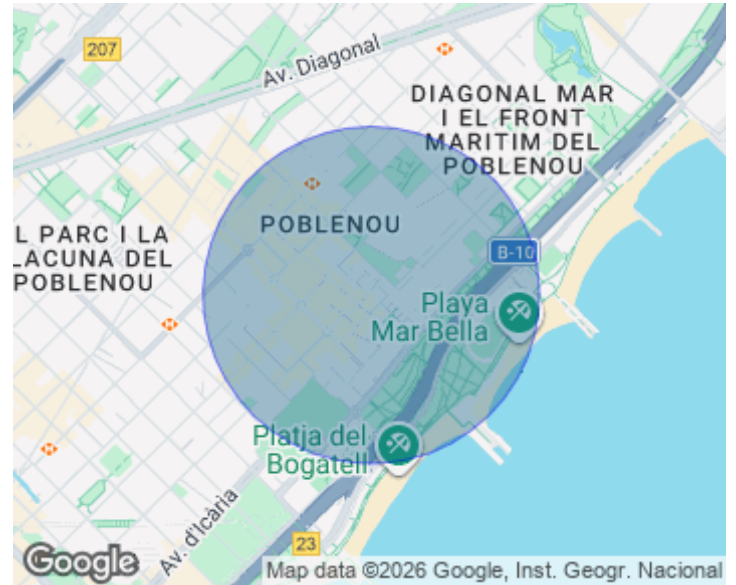 207
Av. Diagonal
DIAGONAL MAR
I EL FRONT
MARITIM DEL
POBLENOU
POBLENOU
L PARC I LA
LACUNA DEL
POBLENOU
B-10
Playa
Mar Bella
Platja del
Bogatell
Av. d'Icària
23
Google
Map data ©2026 Google, Inst. Geogr. Nacional